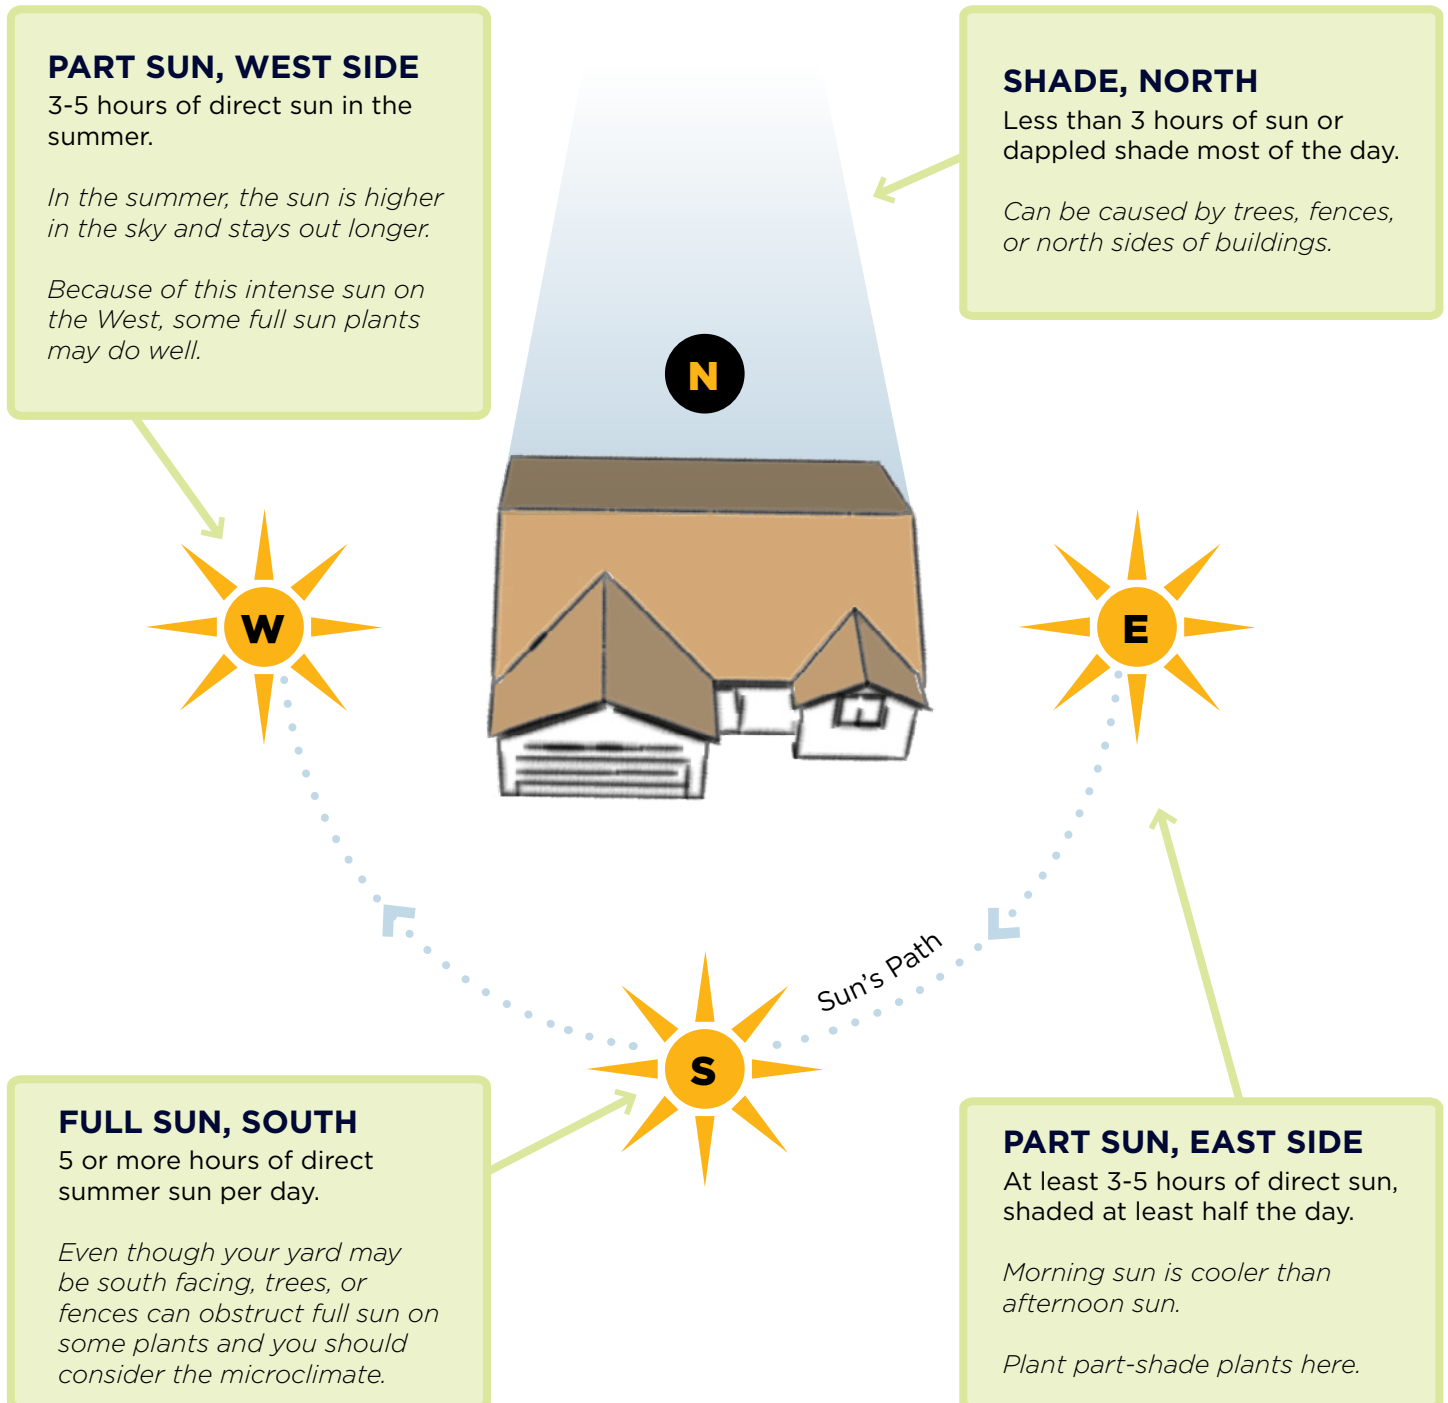 PART SUN, WEST SIDE
3-5 hours of direct sun in the
summer.
In the summer, the sun is higher
in the sky and stays out longer.
Because of this intense sun on
the West, some full sun plants
may do well.
SHADE, NORTH
Less than 3 hours of sun or
dappled shade most of the day.
Can be caused by trees, fences,
or north sides of buildings.
N
W
E
Sun's Path
S
FULL SUN, SOUTH
5 or more hours of direct
summer sun per day.
Even though your yard may
be south facing, trees, or
fences can obstruct full sun on
some plants and you should
consider the microclimate.
PART SUN, EAST SIDE
At least 3-5 hours of direct sun,
shaded at least half the day.
Morning sun is cooler than
afternoon sun.
Plant part-shade plants here.